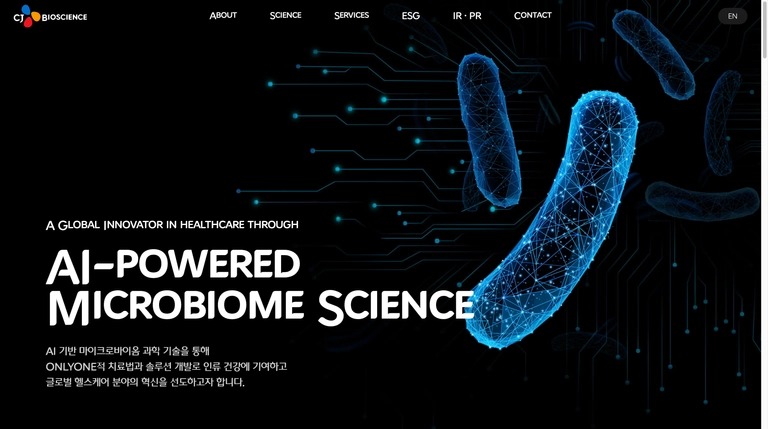 CJ BIOSCIENCE
ABOUT
SCIENCE
SERVICES
ESG
IR · PR
CONTACT
EN
A GLOBAL INNOVATOR IN HEALTHCARE THROUGH
AI-POWERED
MICROBIOME SCIENCE
AI 기반 마이크로바이옴 과학 기술을 통해
ONLYONE적 치료법과 솔루션 개발로 인류 건강에 기여하고
글로벌 헬스케어 분야의 혁신을 선도하고자 합니다.